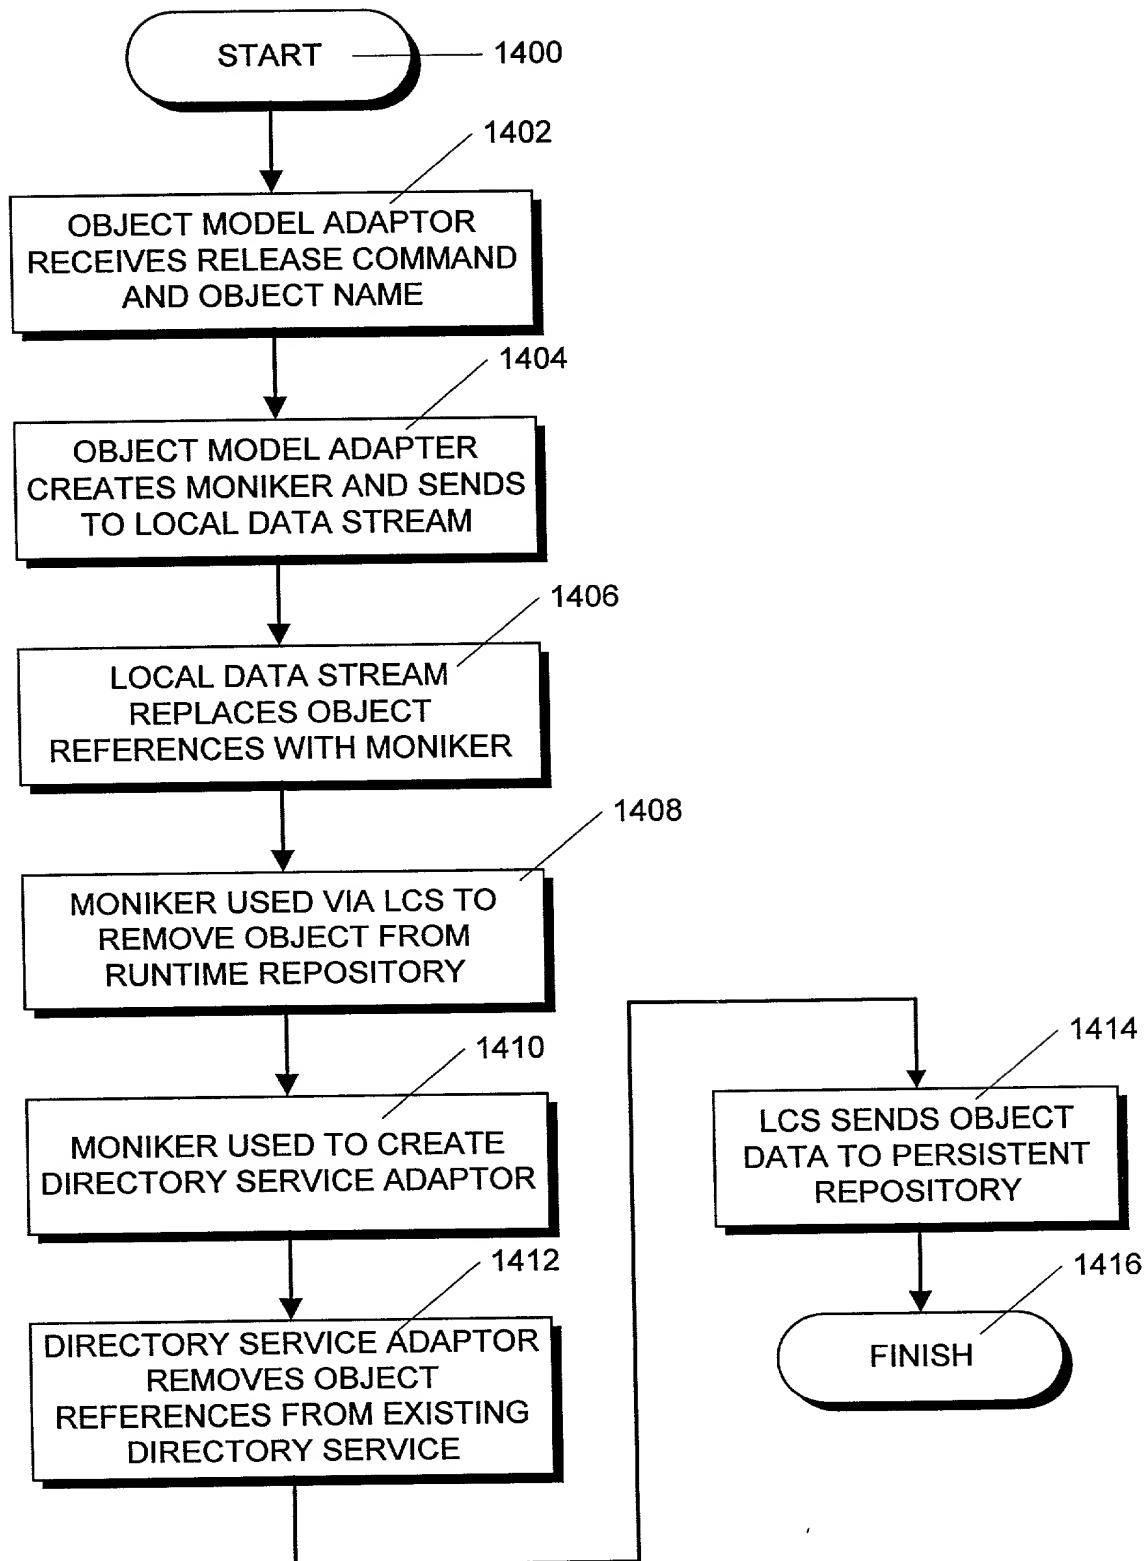 START
1400
1402
OBJECT MODEL ADAPTOR
RECEIVES RELEASE COMMAND
AND OBJECT NAME
1404
OBJECT MODEL ADAPTER
CREATES MONIKER AND SENDS
TO LOCAL DATA STREAM
1406
LOCAL DATA STREAM
REPLACES OBJECT
REFERENCES WITH MONIKER
1408
MONIKER USED VIA LCS TO
REMOVE OBJECT FROM
RUNTIME REPOSITORY
1410
MONIKER USED TO CREATE
DIRECTORY SERVICE ADAPTOR
1412
DIRECTORY SERVICE ADAPTOR
REMOVES OBJECT
REFERENCES FROM EXISTING
DIRECTORY SERVICE
1414
LCS SENDS OBJECT
DATA TO PERSISTENT
REPOSITORY
1416
FINISH